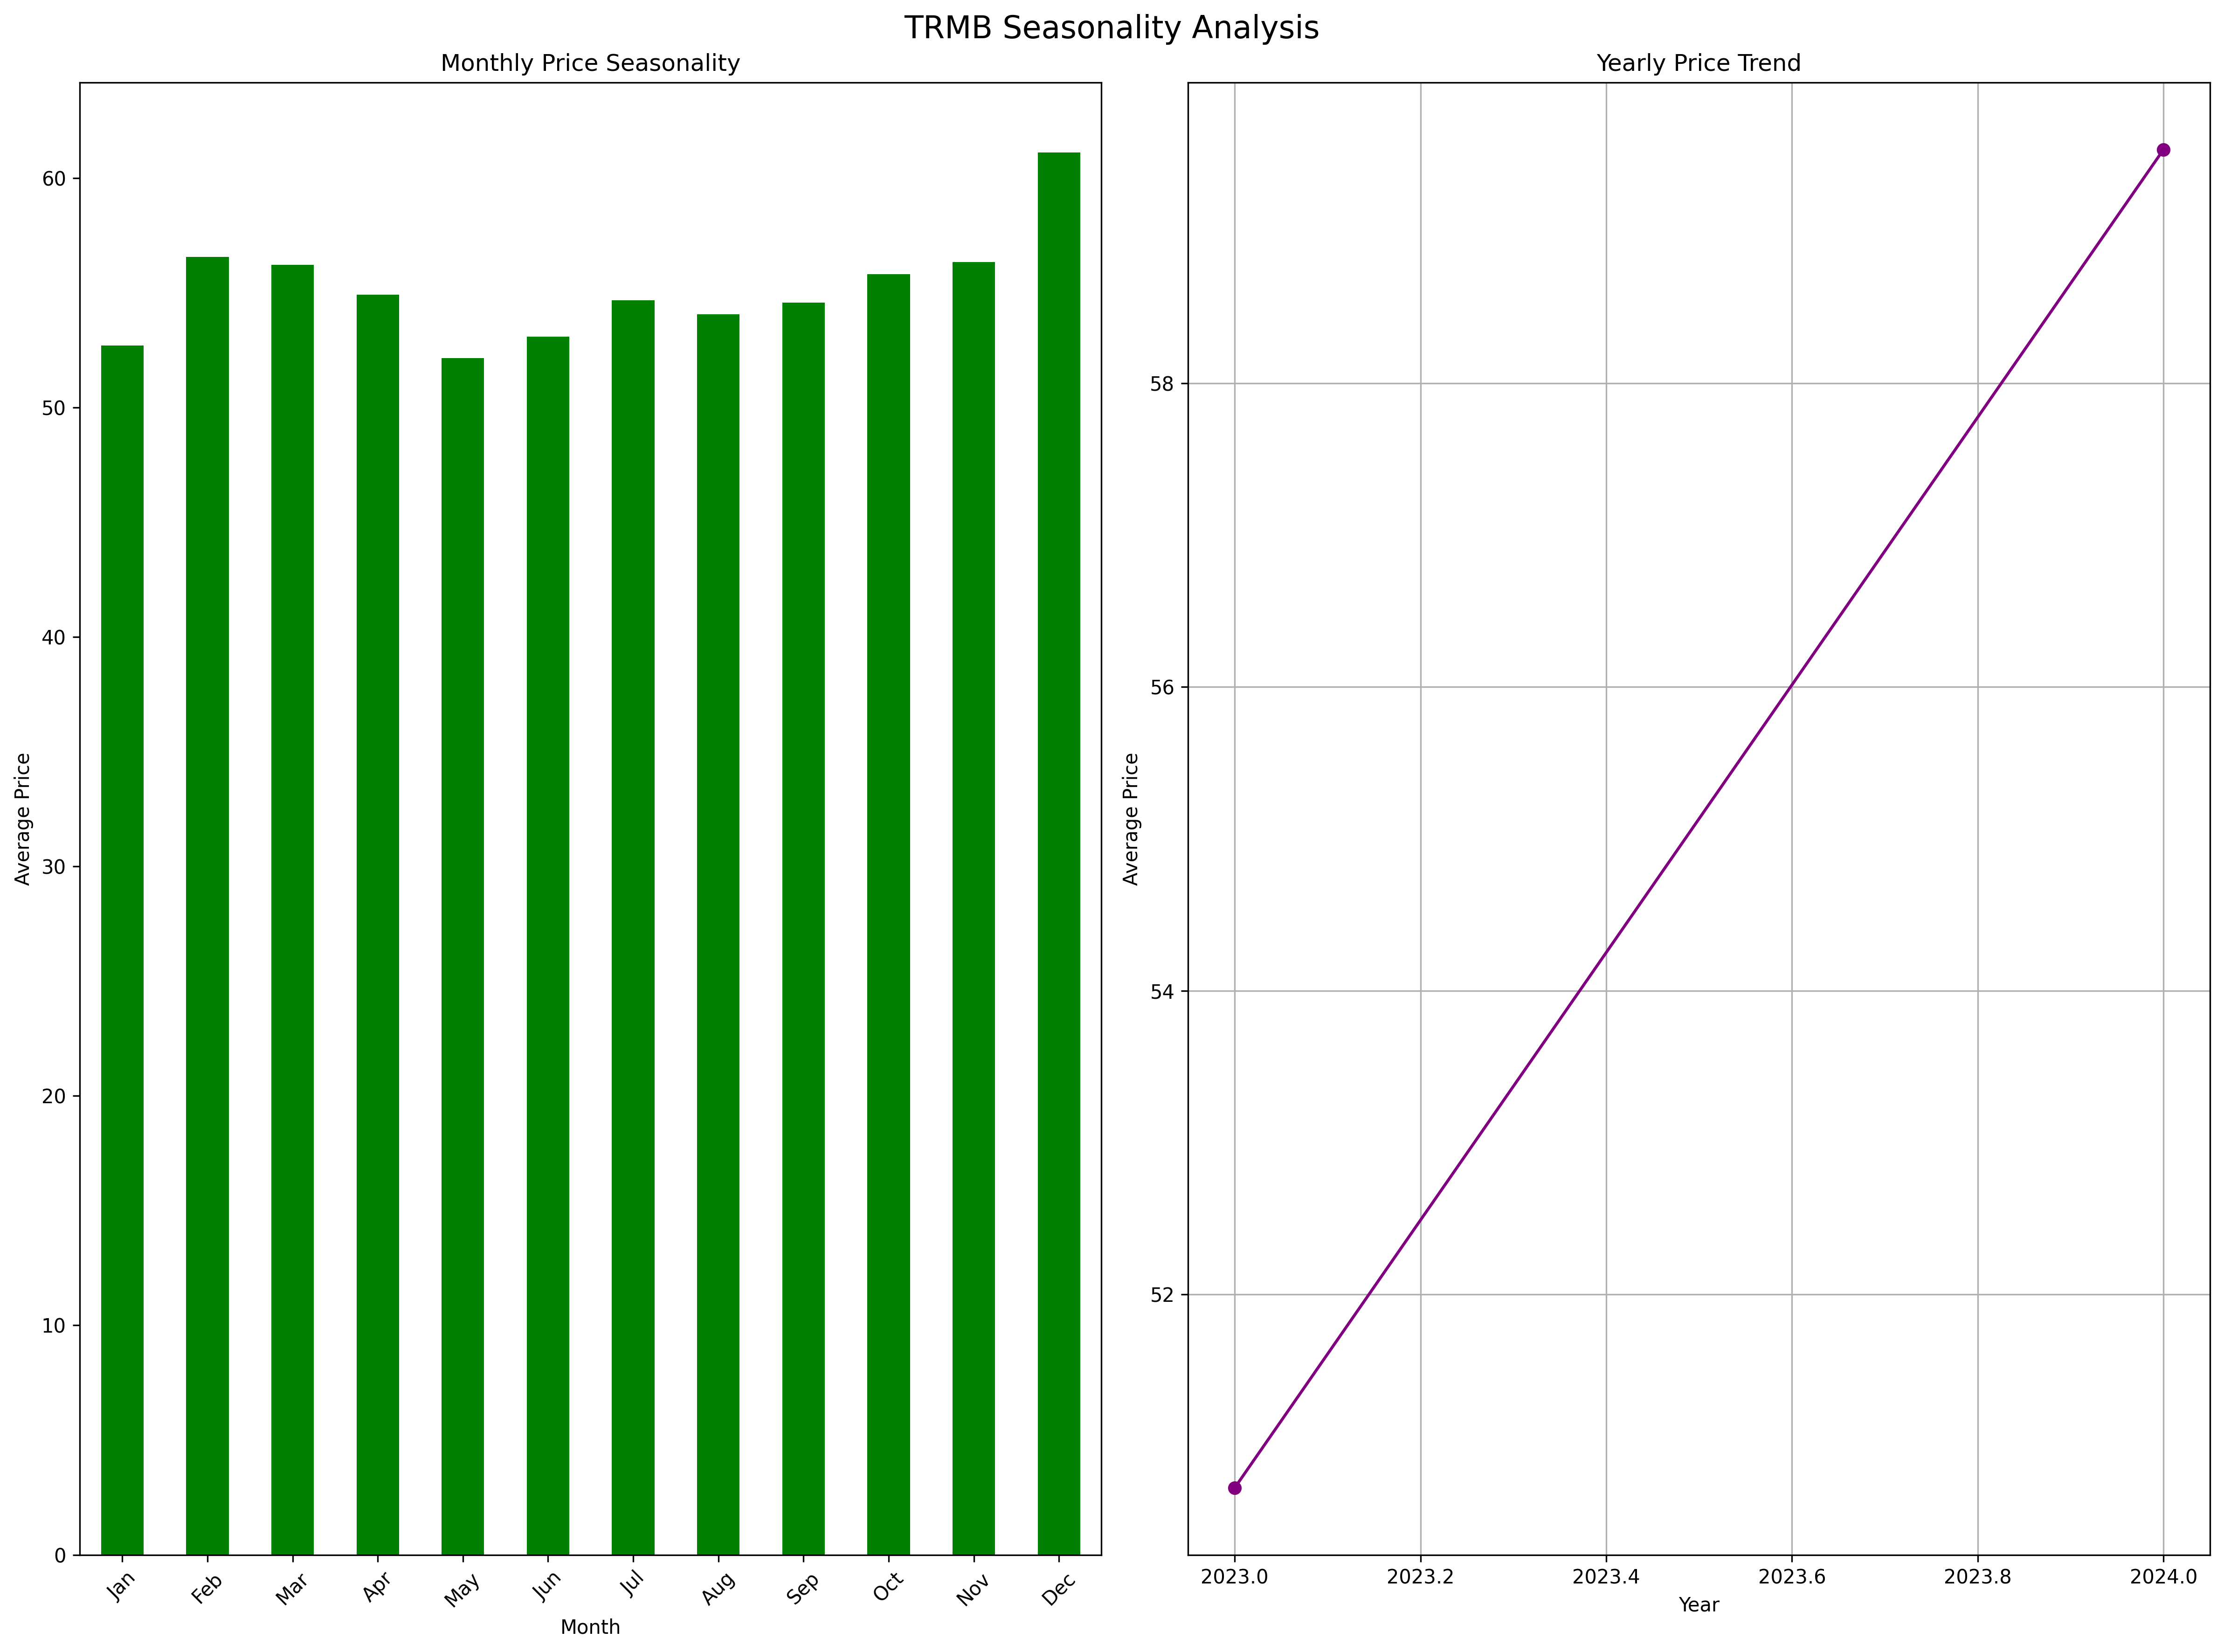 TRMB Seasonality Analysis
Monthly Price Seasonality
Average Price
60
50
40
30
20
10
0
Jan
Feb
Mar
Apr
May
Jun
Jul
Aug
Sep
Oct
Nov
Dec
Month
Yearly Price Trend
Average Price
58
56
54
52
2023.0
2023.2
2023.4
2023.6
2023.8
2024.0
Year